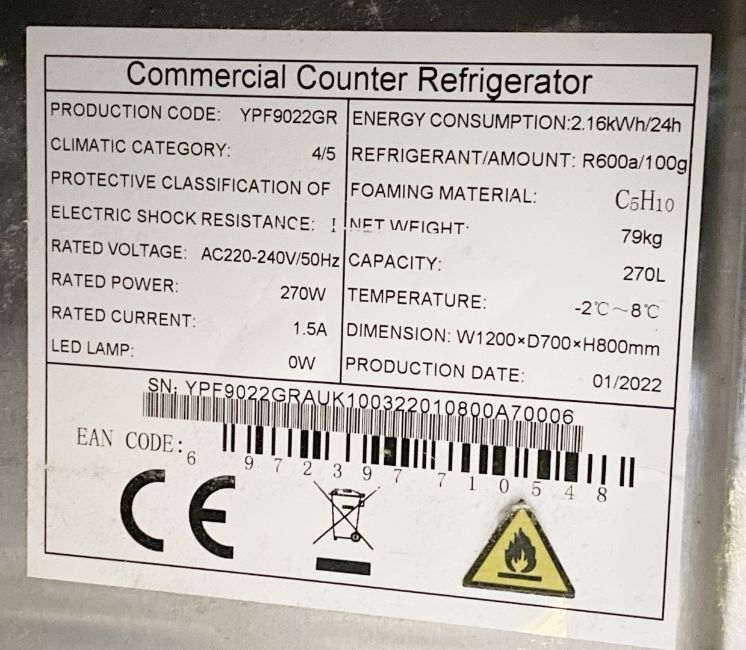 Commercial Counter Refrigerator
PRODUCTION CODE: YPF9022GR
CLIMATIC CATEGORY: 4/5
PROTECTIVE CLASSIFICATION OF
ELECTRIC SHOCK RESISTANCE: I
RATED VOLTAGE: AC220-240V/50Hz
RATED POWER: 270W
RATED CURRENT: 1.5A
LED LAMP: 0W
ENERGY CONSUMPTION:2.16kWh/24h
REFRIGERANT/AMOUNT: R600a/100g
FOAMING MATERIAL: C₅H₁₀
NET WEIGHT: 79kg
CAPACITY: 270L
TEMPERATURE: -2℃~8℃
DIMENSION: W1200×D700×H800mm
PRODUCTION DATE: 01/2022
SN: YPF9022GRAUK100322010800A70006
EAN CODE: 6 972397 710548
CE